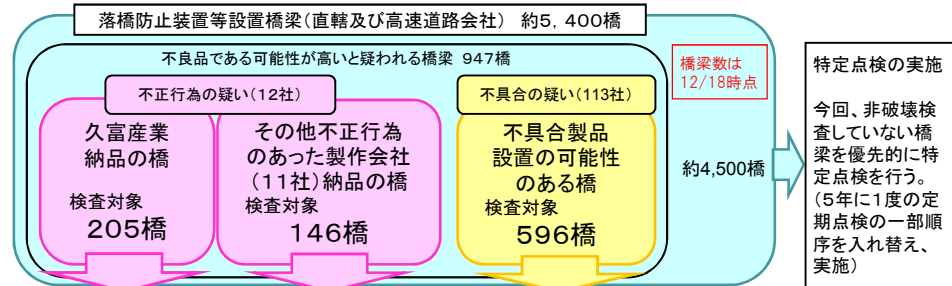 落橋防止装置等設置橋梁(直轄及び高速道路会社) 約5,400橋
不良品である可能性が高いと疑われる橋梁 947橋
橋梁数は
12/18時点
不正行為の疑い(12社)
不具合の疑い(113社)
久富産業
納品の橋
検査対象
205橋
その他不正行為
のあった製作会社
(11社)納品の橋
検査対象
146橋
不具合製品
設置の可能性
のある橋
検査対象
596橋
約4,500橋
特定点検の実施
今回、非破壊検
査していない橋
梁を優先的に特
定点検を行う。
(5年に1度の定
期点検の一部順
序を入れ替え、
実施)